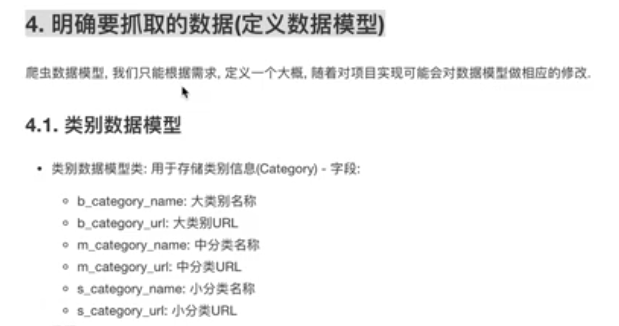 4. 明确要抓取的数据(定义数据模型)
爬虫数据模型, 我们只能根据需求, 定义一个大概, 随着对项目实现可能会对数据模型做相应的修改.
4.1. 类别数据模型
• 类别数据模型类: 用于存储类别信息(Category) - 字段:
◦ b_category_name: 大类别名称
◦ b_category_url: 大类别URL
◦ m_category_name: 中分类名称
◦ m_category_url: 中分类URL
◦ s_category_name: 小分类名称
◦ s_category_url: 小分类URL